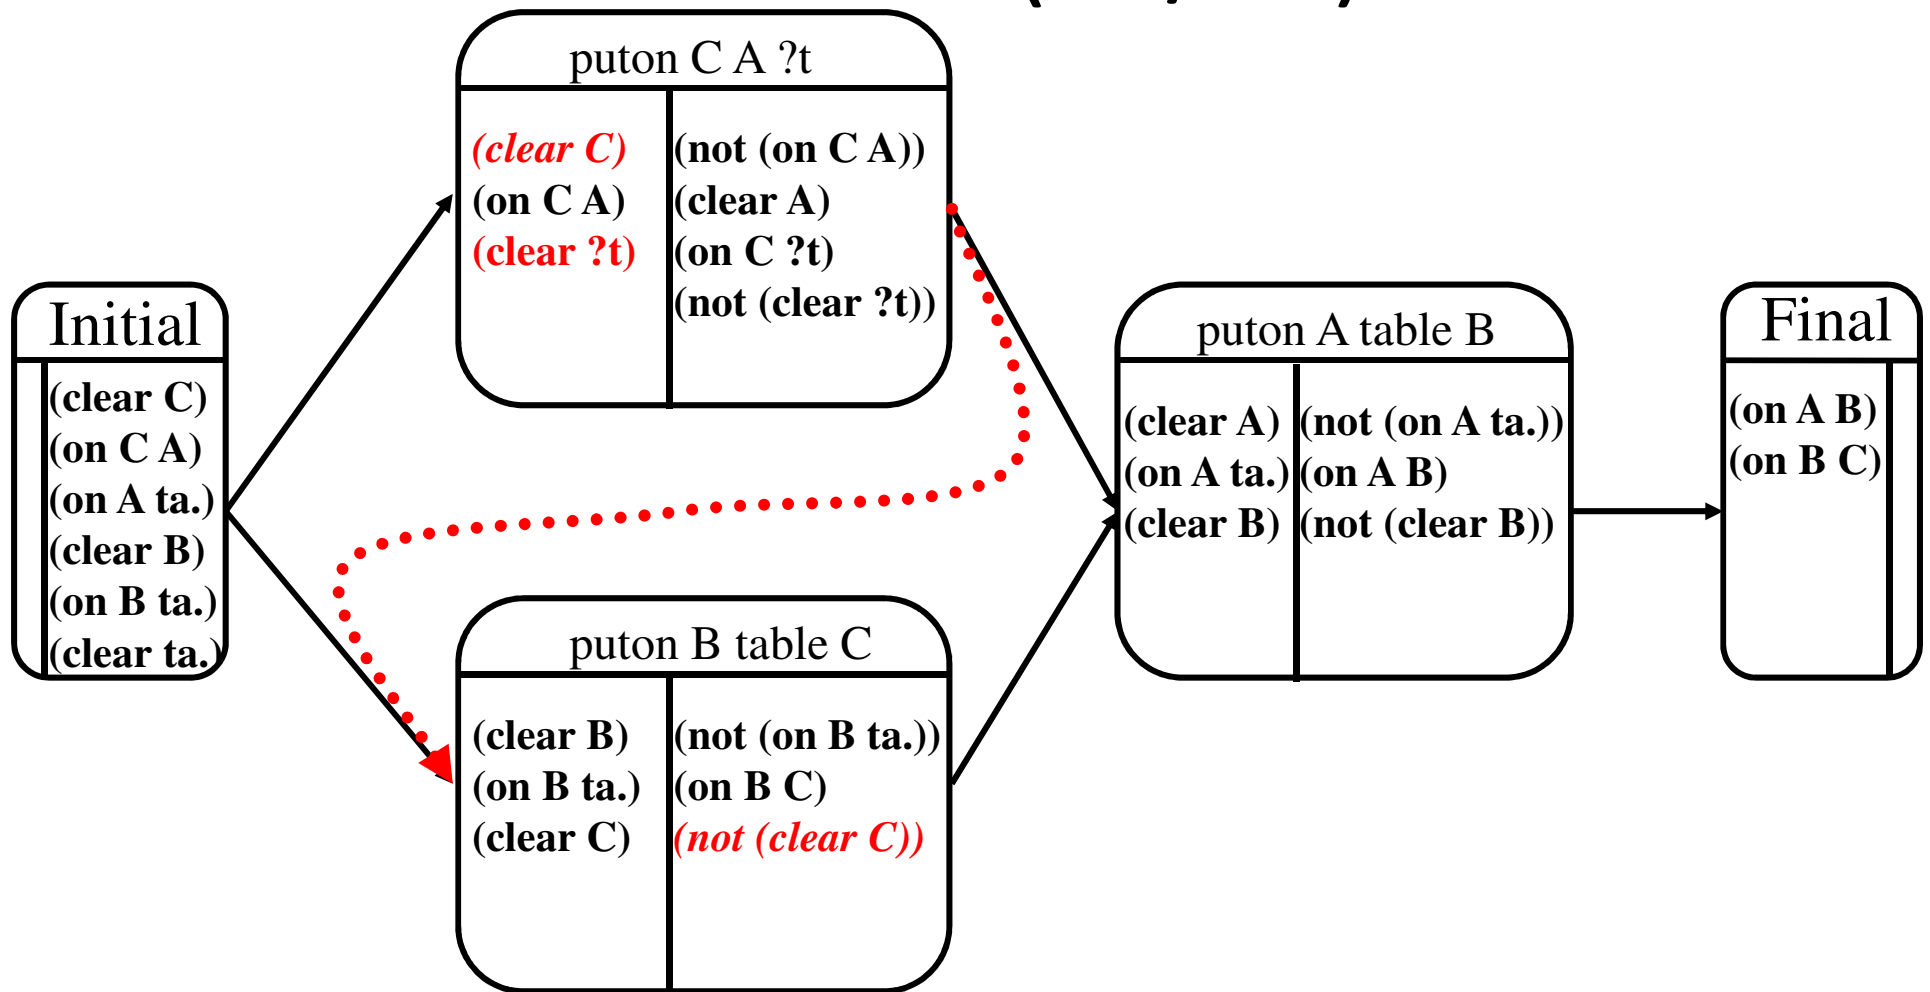 puton C A ?t
(clear C)
(on C A)
(clear ?t)
(not (on C A))
(clear A)
(on C ?t)
(not (clear ?t))
Initial
(clear C)
(on C A)
(on A ta.)
(clear B)
(on B ta.)
(clear ta.)
puton B table C
(clear B)
(on B ta.)
(clear C)
(not (on B ta.))
(on B C)
(not (clear C))
puton A table B
(clear A)
(on A ta.)
(clear B)
(not (on A ta.))
(on A B)
(not (clear B))
Final
(on A B)
(on B C)